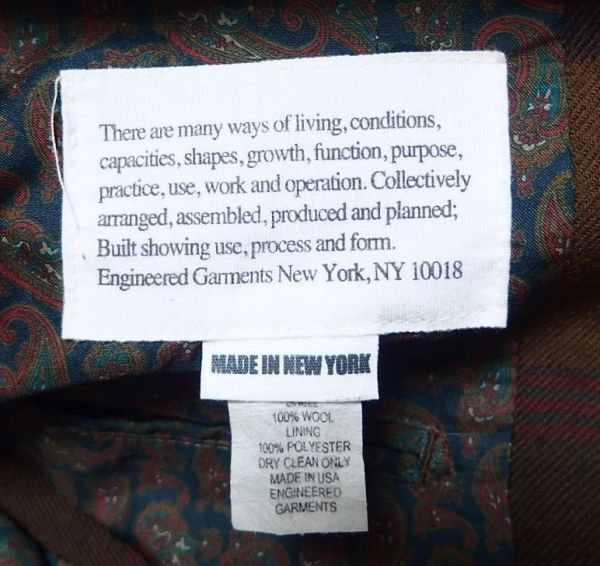 There are many ways of living, conditions,
capacities, shapes, growth, function, purpose,
practice, use, work and operation. Collectively
arranged, assembled, produced and planned;
Built showing use, process and form.
Engineered Garments New York, NY 10018
MADE IN NEW YORK
100% WOOL
LINING
100% POLYESTER
DRY CLEAN ONLY
MADE IN USA
ENGINEERED
GARMENTS